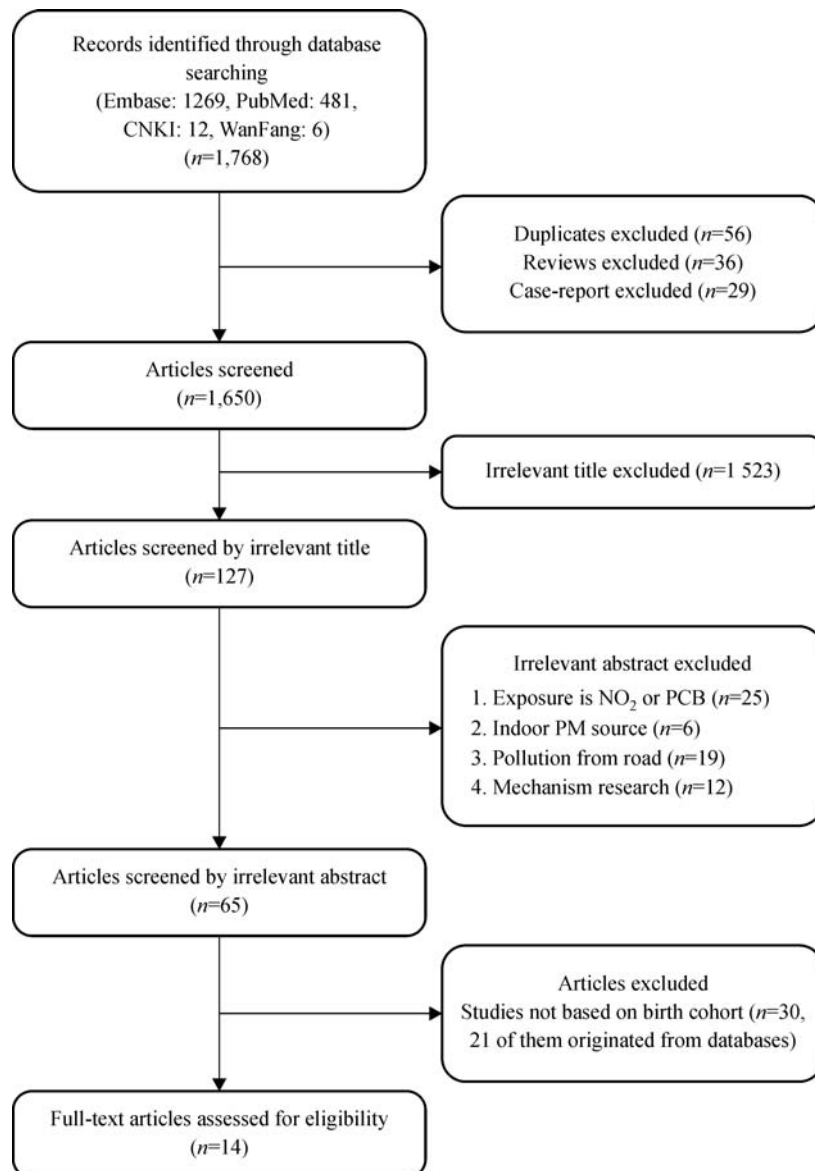 Records identified through database
searching
(Embase: 1269, PubMed: 481,
CNKI: 12, WanFang: 6)
(n=1,768)
Duplicates excluded (n=56)
Reviews excluded (n=36)
Case-report excluded (n=29)
Articles screened
(n=1,650)
Irrelevant title excluded (n=1 523)
Articles screened by irrelevant title
(n=127)
Irrelevant abstract excluded
1. Exposure is NO₂ or PCB (n=25)
2. Indoor PM source (n=6)
3. Pollution from road (n=19)
4. Mechanism research (n=12)
Articles screened by irrelevant abstract
(n=65)
Articles excluded
Studies not based on birth cohort (n=30,
21 of them originated from databases)
Full-text articles assessed for eligibility
(n=14)